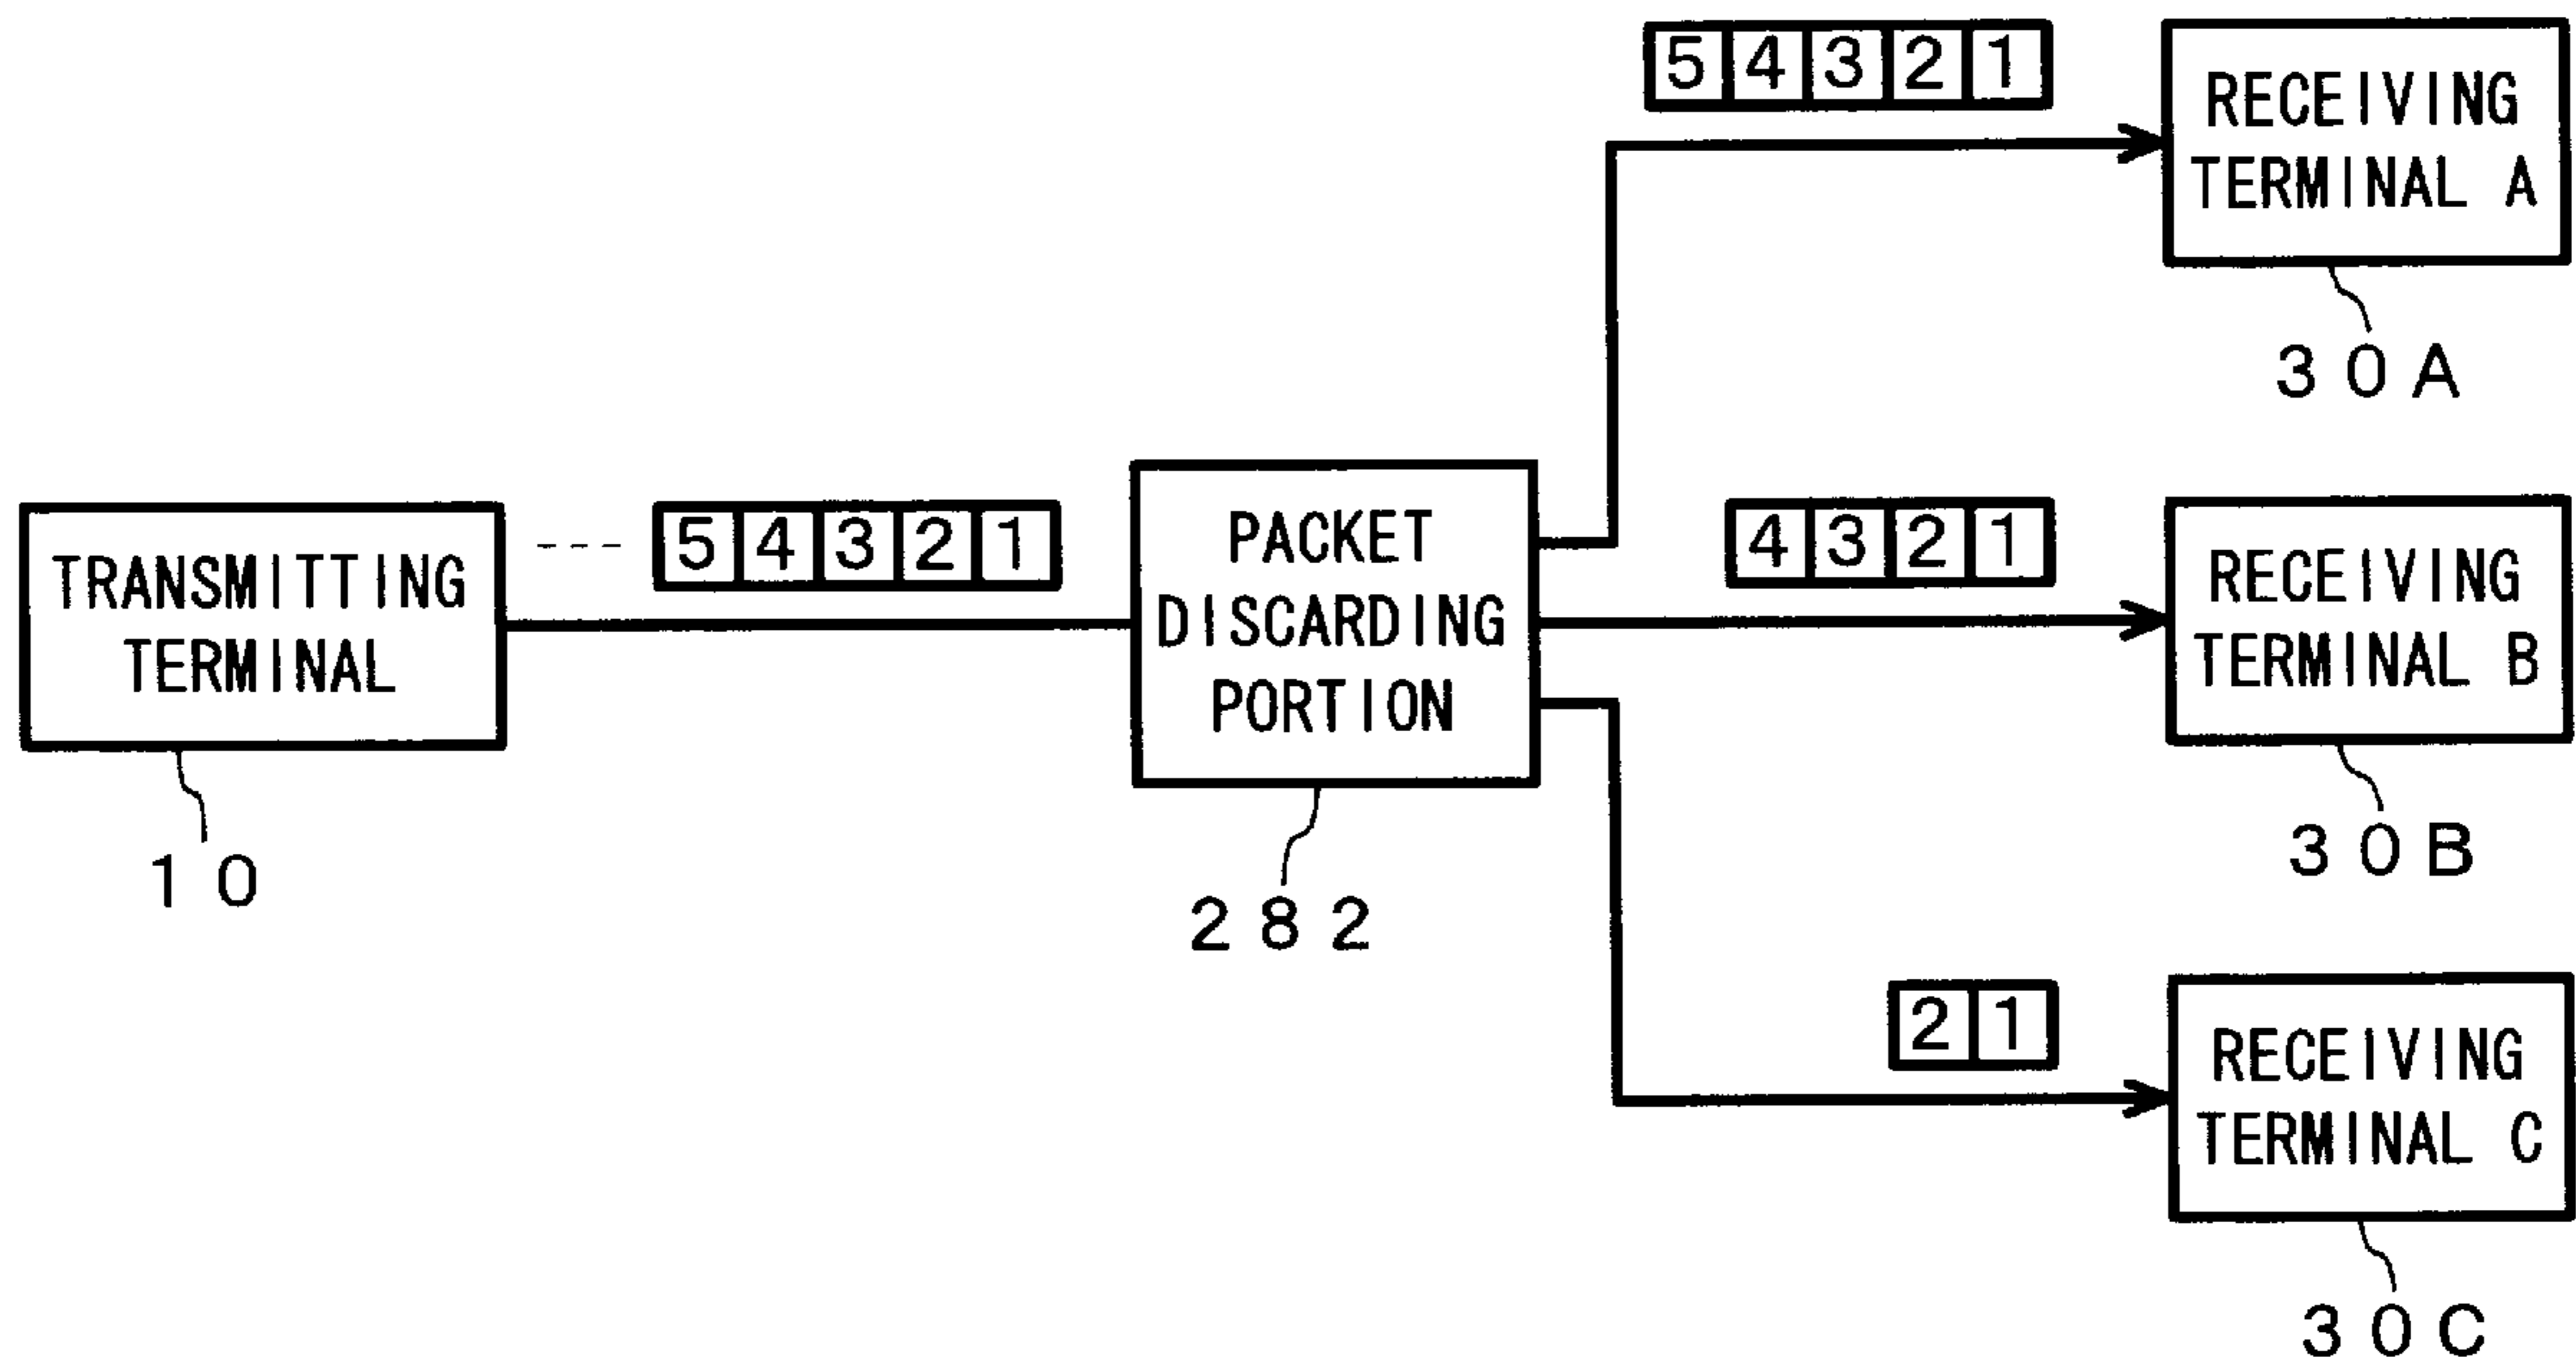 5 4 3 2 1
RECEIVING
TERMINAL A
30A
TRANSMITTING
TERMINAL
10
--- 5 4 3 2 1
PACKET
DISCARDING
PORTION
282
4 3 2 1
RECEIVING
TERMINAL B
30B
2 1
RECEIVING
TERMINAL C
30C